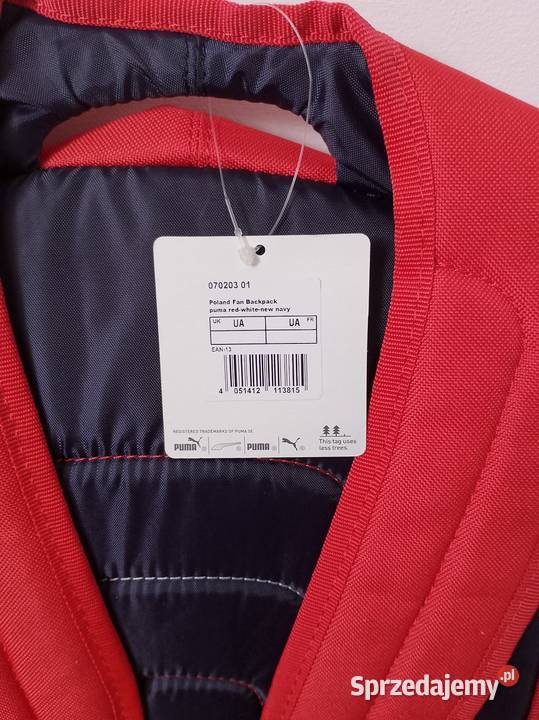 070203 01
Poland Fan Backpack
puma red-white-new navy
UK UA UA FR
EAN-13
4 051412 113815
REGISTERED TRADEMARKS OF PUMA SE
PUMA ® ® PUMA ® ®
This tag uses
less trees.
Sprzedajemy.pl